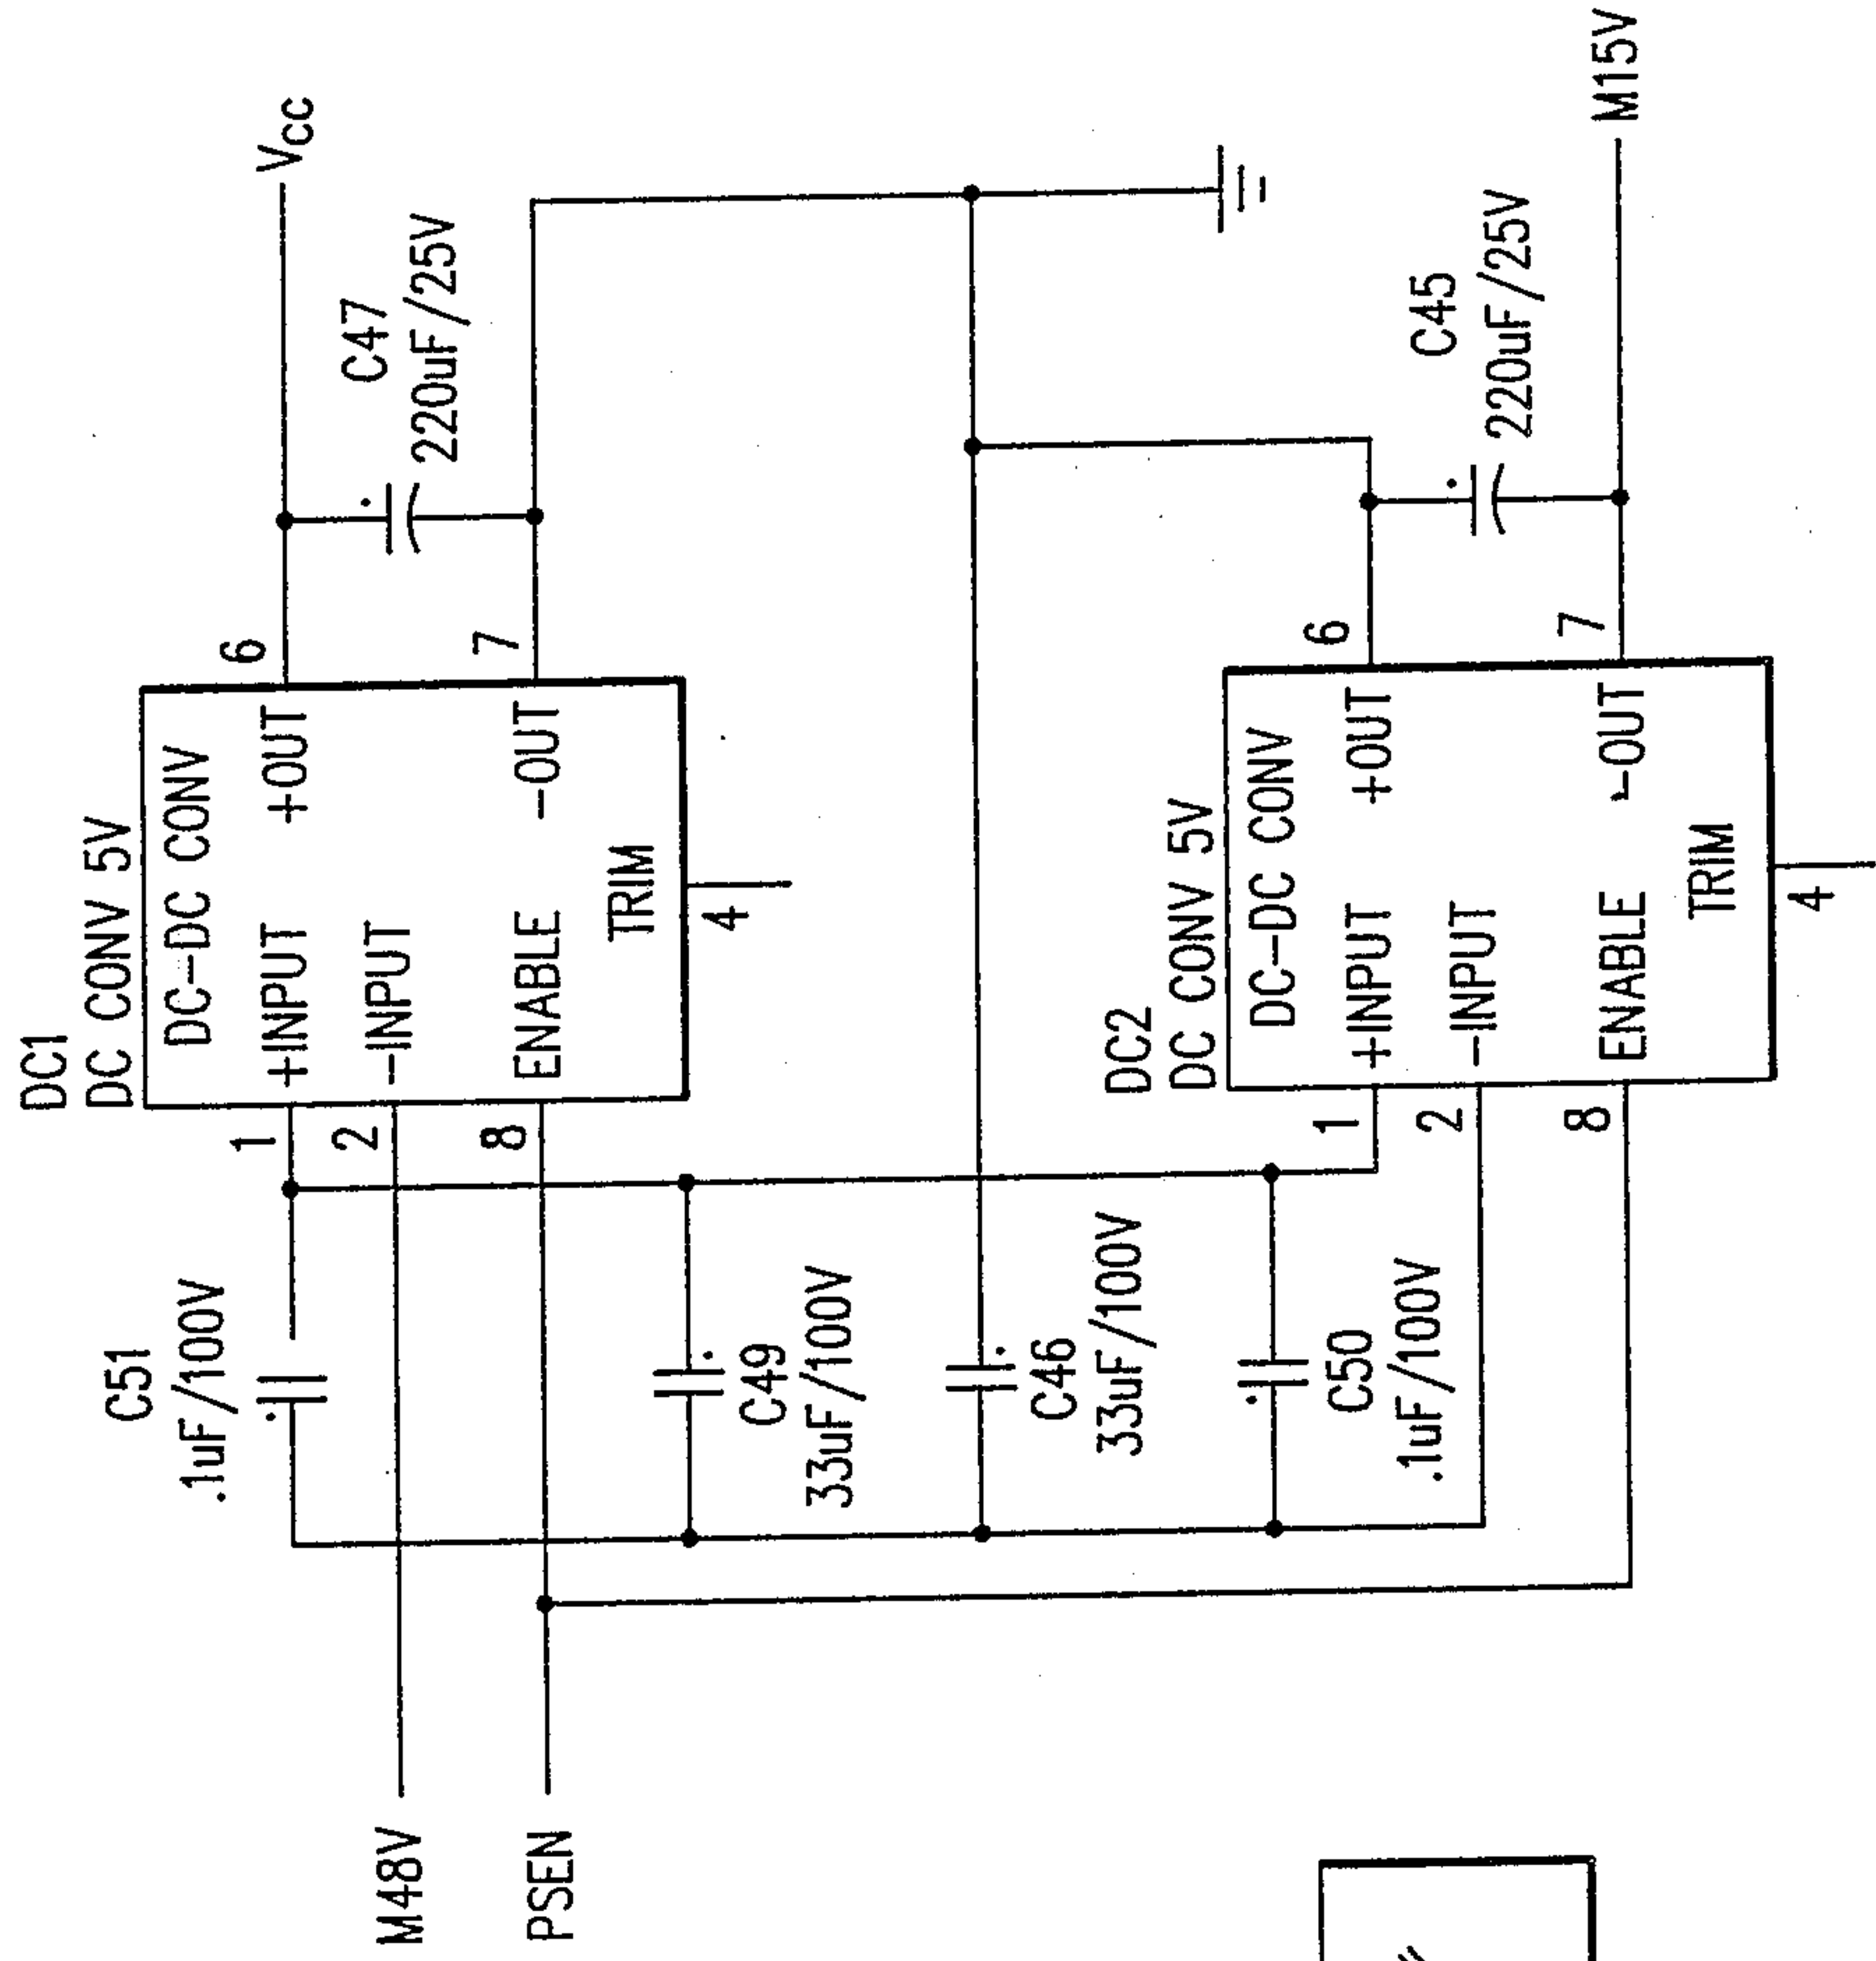 DC1
DC CONV 5V
DC-DC CONV
+INPUT
+OUT
-INPUT
ENABLE
-OUT
TRIM
1
2
8
6
7
4
Vcc
C47
220uF/25V
C51
.1uF/100V
M48V
PSEN
C49
33uF/100V
C46
33uF/100V
C50
.1uF/100V
DC2
DC CONV 5V
DC-DC CONV
+INPUT
+OUT
-INPUT
ENABLE
-OUT
TRIM
1
2
8
6
7
4
C45
220uF/25V
M15V